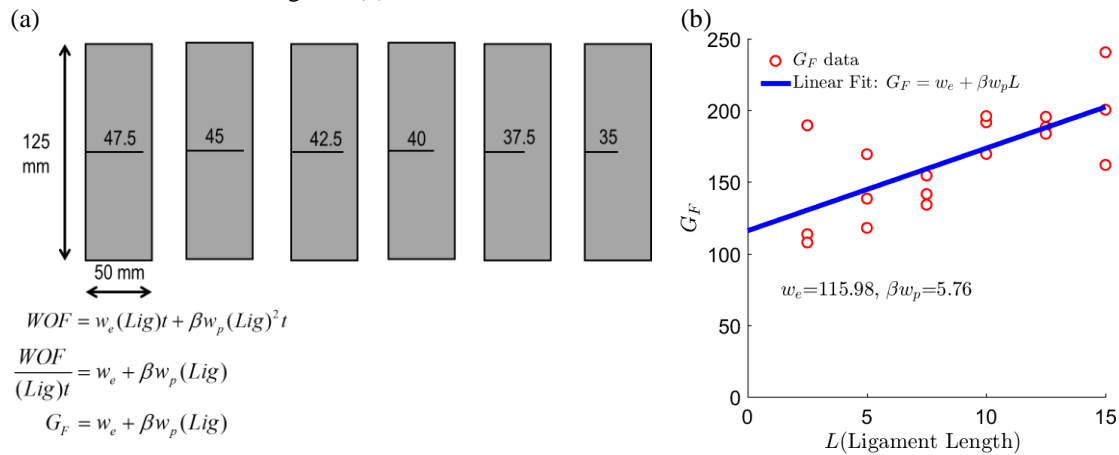 (a)
47.5
45
42.5
40
37.5
35
125
mm
50 mm
WOF = w_e(Lig)t + βw_p(Lig)²t
WOF/(Lig)t = w_e + βw_p(Lig)
G_F = w_e + βw_p(Lig)
(b)
250
200
150
100
50
0
G_F
G_F data
Linear Fit: G_F = w_e + βw_pL
w_e=115.98, βw_p=5.76
0 5 10 15
L(Ligament Length)